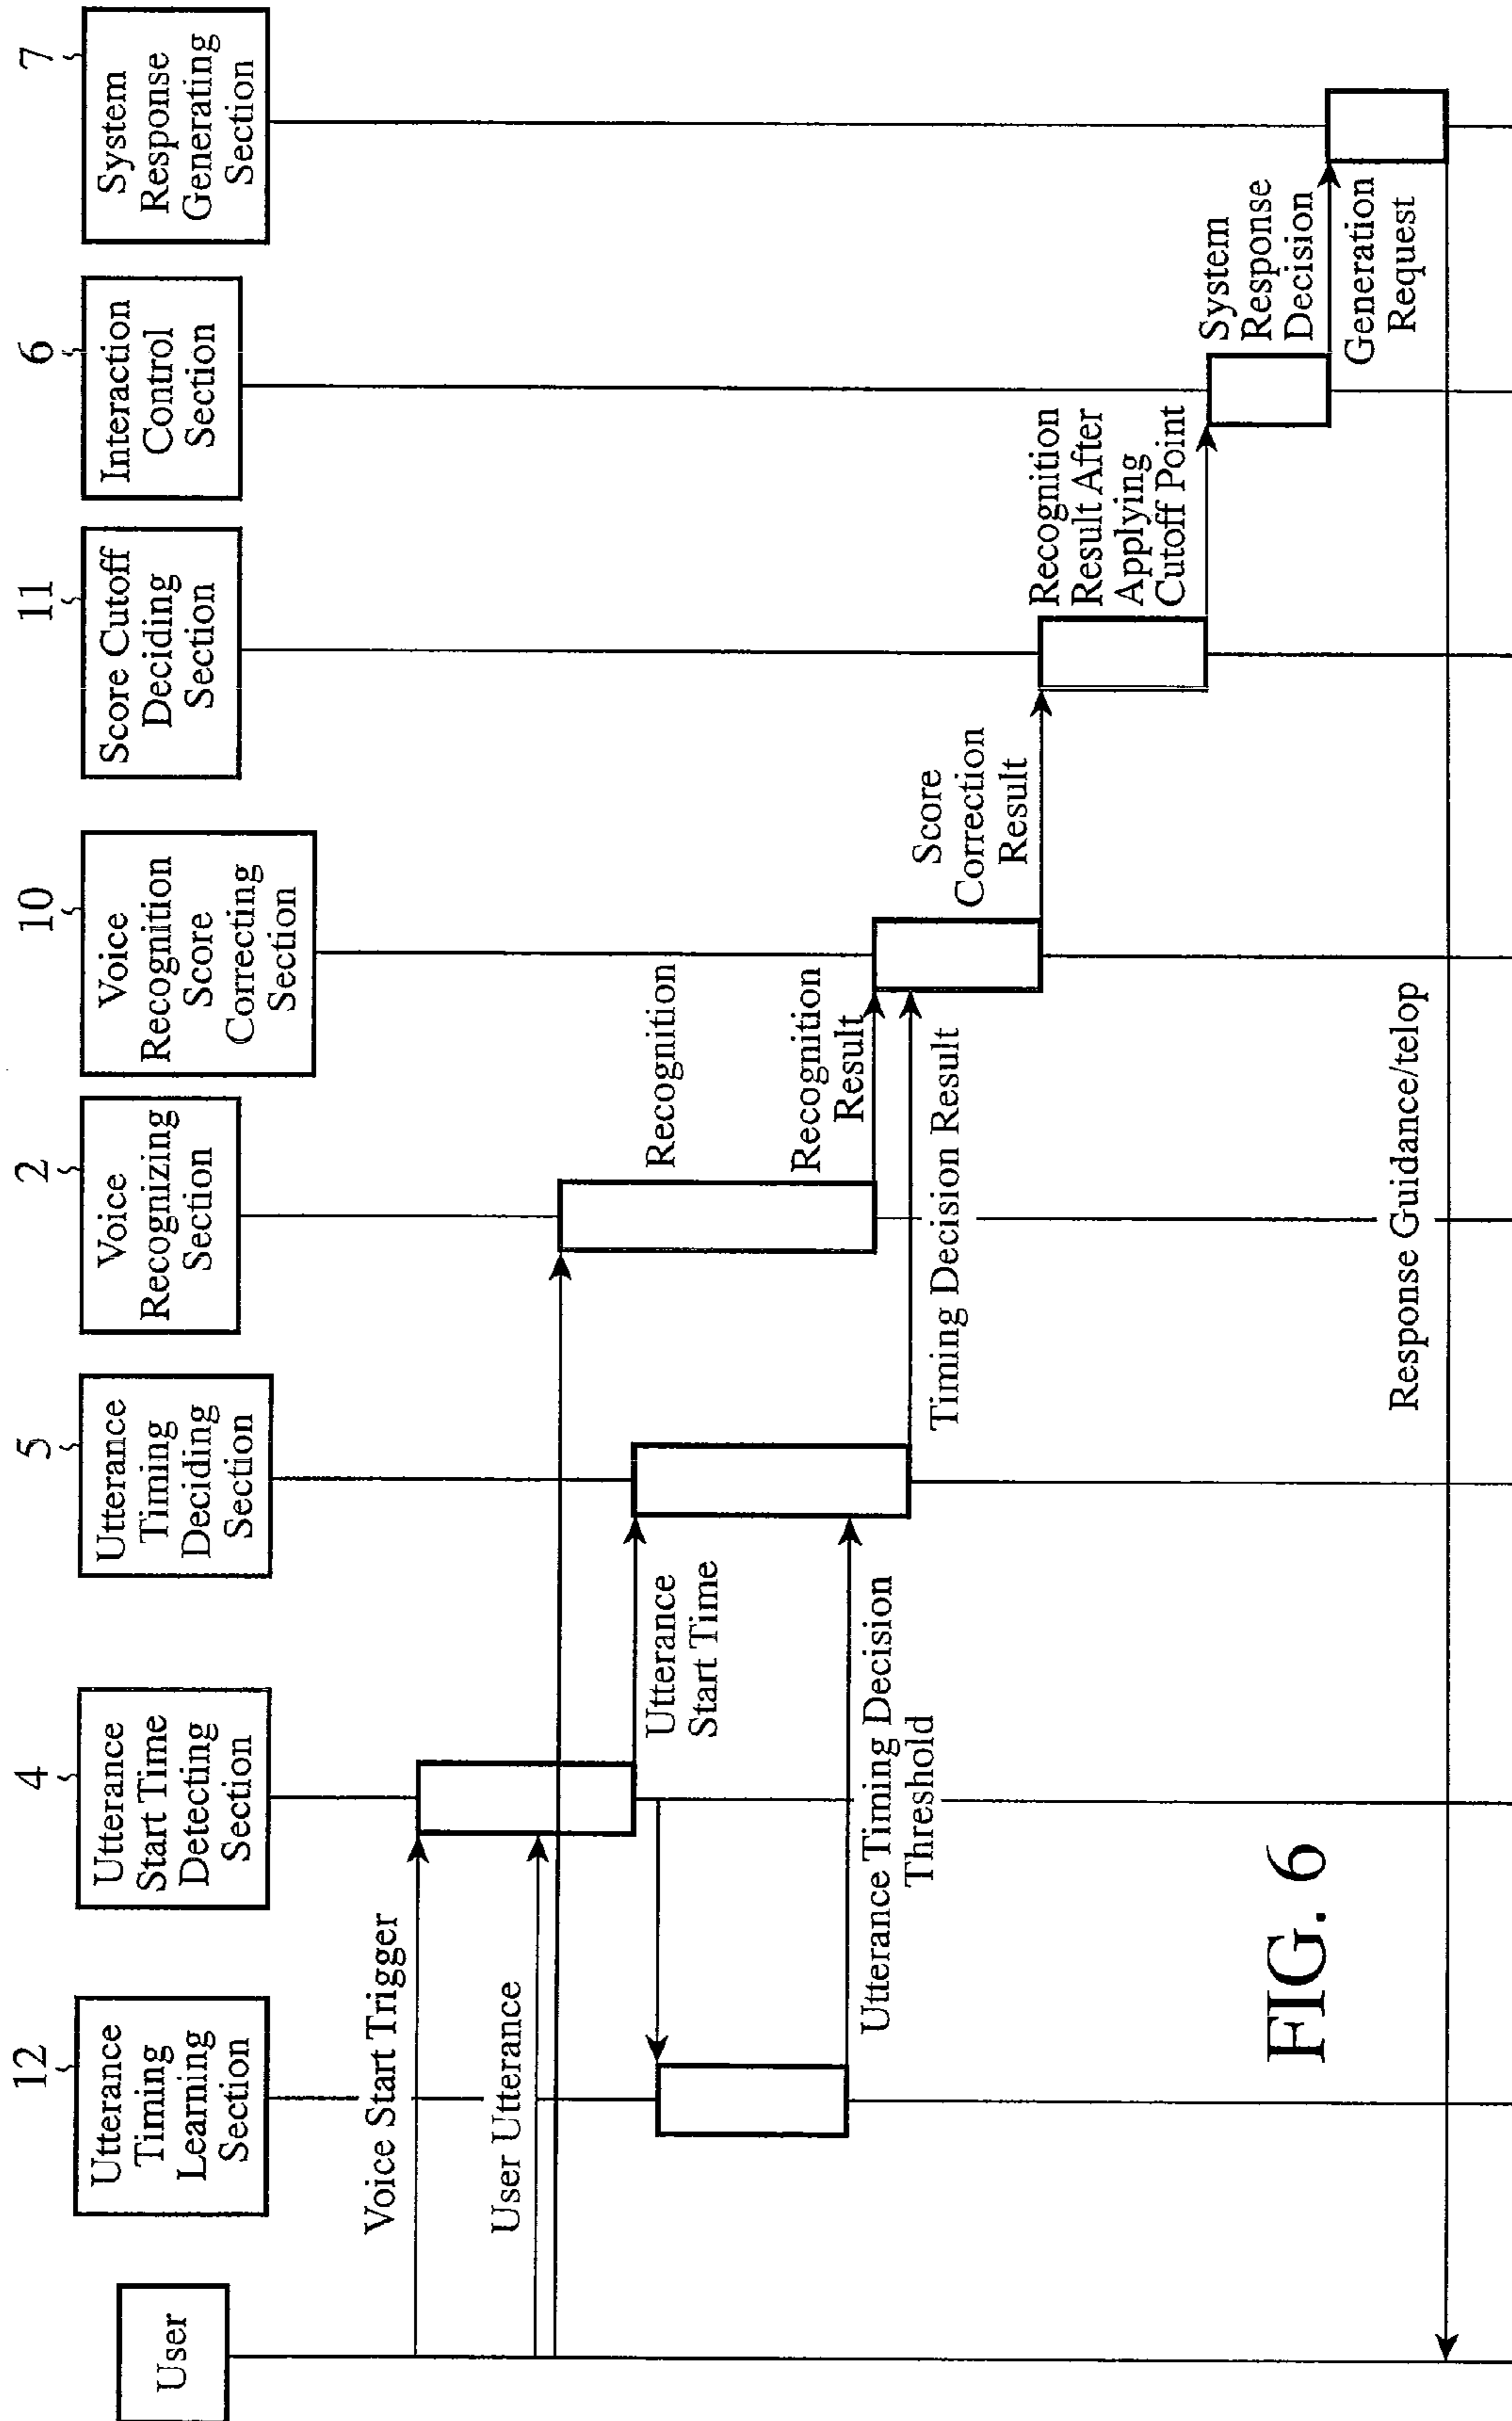 User
12
Utterance
Timing
Learning
Section
4
Utterance
Start Time
Detecting
Section
5
Utterance
Timing
Deciding
Section
2
Voice
Recognizing
Section
10
Voice
Recognition
Score
Correcting
Section
11
Score Cutoff
Deciding
Section
6
Interaction
Control
Section
7
System
Response
Generating
Section
Voice Start Trigger
User Utterance
Utterance
Start Time
Recognition
Utterance Timing Decision
Threshold
Recognition
Result
Timing Decision Result
Score
Correction
Result
Recognition
Result After
Applying
Cutoff Point
System
Response
Decision
Generation
Request
Response Guidance/telop
FIG. 6